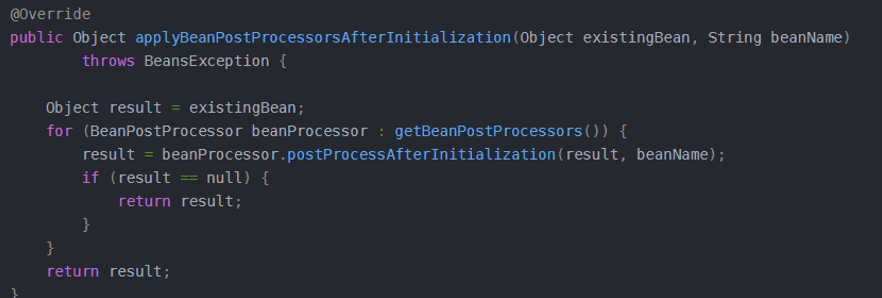 @Override
public Object applyBeanPostProcessorsAfterInitialization(Object existingBean, String beanName)
        throws BeansException {

    Object result = existingBean;
    for (BeanPostProcessor beanProcessor : getBeanPostProcessors()) {
        result = beanProcessor.postProcessAfterInitialization(result, beanName);
        if (result == null) {
            return result;
        }
    }
    return result;
}